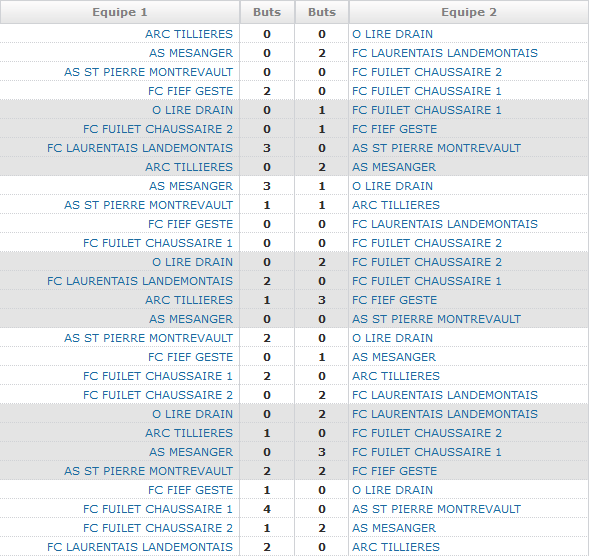 Equipe 1 Buts Buts Equipe 2
ARC TILLIERES 0 0 O LIRE DRAIN
AS MESANGER 0 2 FC LAURENTAIS LANDEMONTAIS
AS ST PIERRE MONTREVAULT 0 0 FC FUILET CHAUSSAIRE 2
FC FIEF GESTE 2 0 FC FUILET CHAUSSAIRE 1
O LIRE DRAIN 0 1 FC FUILET CHAUSSAIRE 1
FC FUILET CHAUSSAIRE 2 0 1 FC FIEF GESTE
FC LAURENTAIS LANDEMONTAIS 3 0 AS ST PIERRE MONTREVAULT
ARC TILLIERES 0 2 AS MESANGER
AS MESANGER 3 1 O LIRE DRAIN
AS ST PIERRE MONTREVAULT 1 1 ARC TILLIERES
FC FIEF GESTE 0 0 FC LAURENTAIS LANDEMONTAIS
FC FUILET CHAUSSAIRE 1 0 0 FC FUILET CHAUSSAIRE 2
O LIRE DRAIN 0 2 FC FUILET CHAUSSAIRE 2
FC LAURENTAIS LANDEMONTAIS 2 0 FC FUILET CHAUSSAIRE 1
ARC TILLIERES 1 3 FC FIEF GESTE
AS MESANGER 0 0 AS ST PIERRE MONTREVAULT
AS ST PIERRE MONTREVAULT 2 0 O LIRE DRAIN
FC FIEF GESTE 0 1 AS MESANGER
FC FUILET CHAUSSAIRE 1 2 0 ARC TILLIERES
FC FUILET CHAUSSAIRE 2 0 2 FC LAURENTAIS LANDEMONTAIS
O LIRE DRAIN 0 2 FC LAURENTAIS LANDEMONTAIS
ARC TILLIERES 1 0 FC FUILET CHAUSSAIRE 2
AS MESANGER 0 3 FC FUILET CHAUSSAIRE 1
AS ST PIERRE MONTREVAULT 2 2 FC FIEF GESTE
FC FIEF GESTE 1 0 O LIRE DRAIN
FC FUILET CHAUSSAIRE 1 4 0 AS ST PIERRE MONTREVAULT
FC FUILET CHAUSSAIRE 2 1 2 AS MESANGER
FC LAURENTAIS LANDEMONTAIS 2 0 ARC TILLIERES